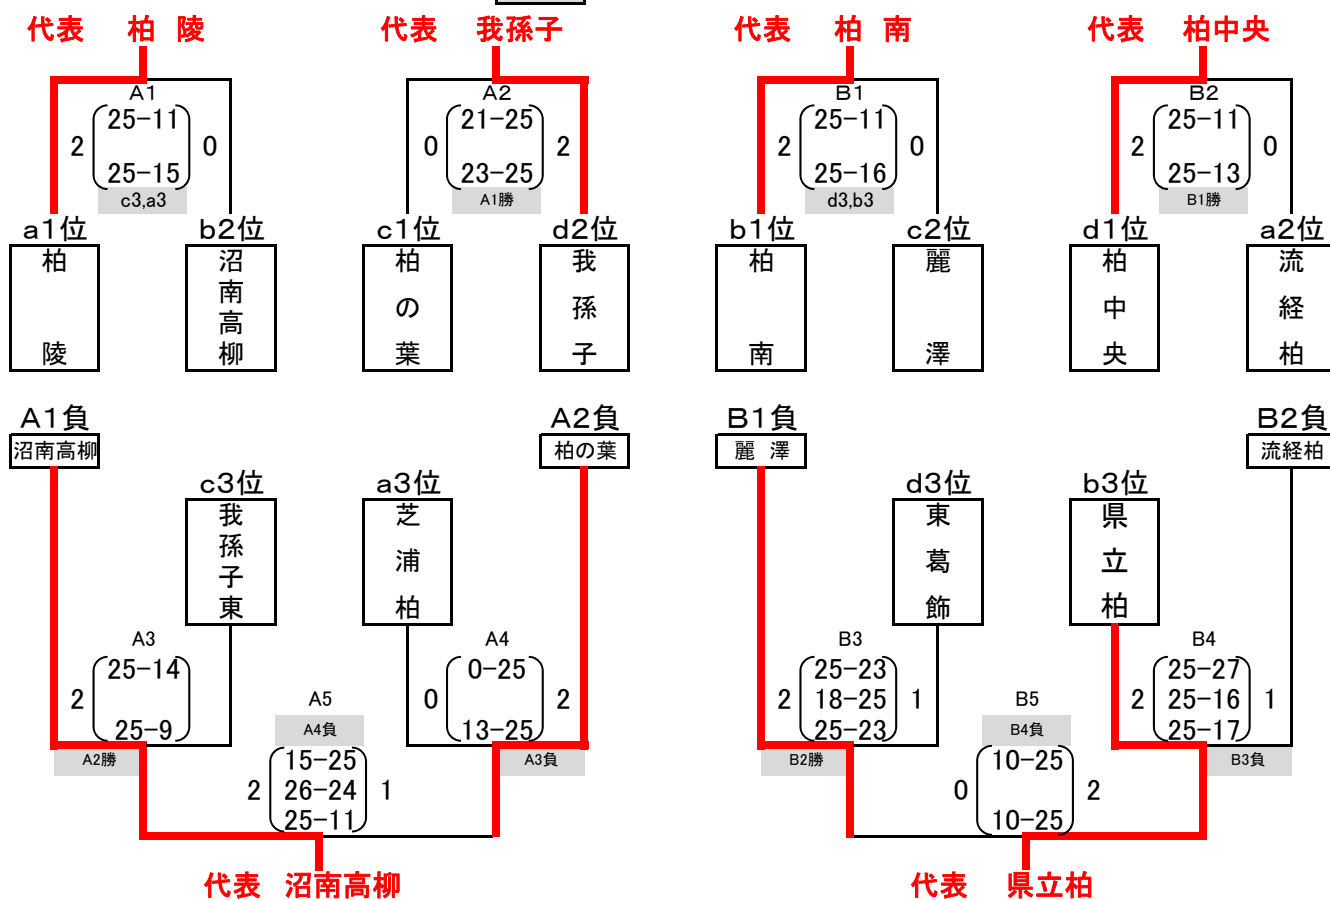 代表 柏 陵
代表 我孫子
代表 柏 南
代表 柏中央
A1
2
25-11
25-15
0
c3,a3
A2
0
21-25
23-25
2
A1勝
B1
2
25-11
25-16
0
d3,b3
B2
2
25-11
25-13
0
B1勝
a1位
柏陵
b2位
沼南高柳
c1位
柏の葉
d2位
我孫子
b1位
柏南
c2位
麗澤
d1位
柏中央
a2位
流経柏
A1負
沼南高柳
A2負
柏の葉
B1負
麗 澤
B2負
流経柏
c3位
我孫子東
a3位
芝浦柏
d3位
東葛飾
b3位
県立柏
A3
2
25-14
25-9
A2勝
A4
0
0-25
13-25
2
A3負
A5
A4負
2
15-25
26-24
25-11
1
B3
2
25-23
18-25
25-23
1
B2勝
B4
2
25-27
25-16
25-17
1
B3負
B5
B4負
0
10-25
10-25
2
代表 沼南高柳
代表 県立柏